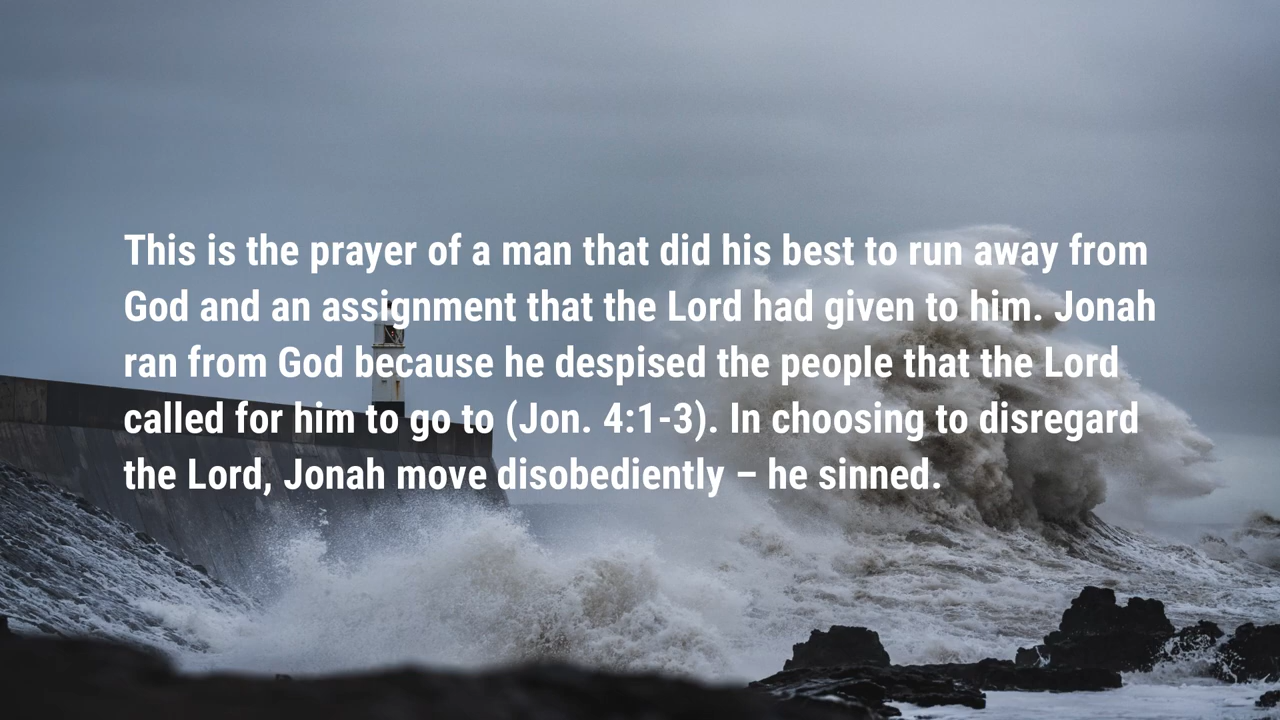 This is the prayer of a man that did his best to run away from
God and an assignment that the Lord had given to him. Jonah
ran from God because he despised the people that the Lord
called for him to go to (Jon. 4:1-3). In choosing to disregard
the Lord, Jonah move disobediently – he sinned.